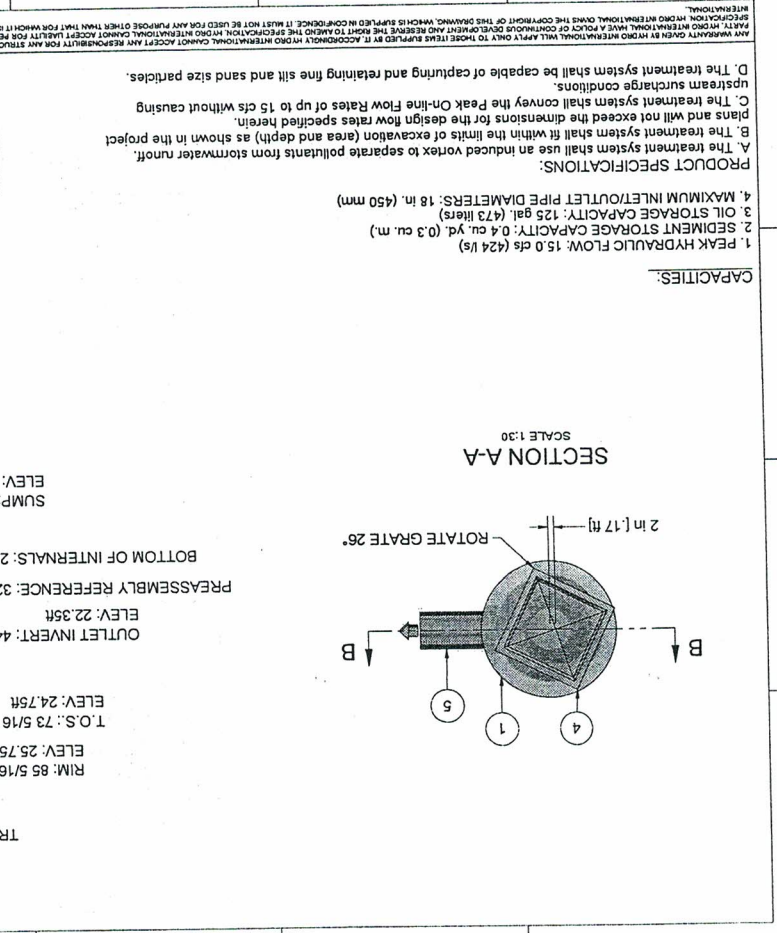 TR
RIM: 85 5/16
ELEV: 25.75
T.O.S.: 73 5/16
ELEV: 24.75ft
OUTLET INVERT: 44
ELEV: 22.35ft
PREASSEMBLY REFERENCE: 32
BOTTOM OF INTERNALS: 2
SUMP:
ELEV:
4
1
5
B
B
ROTATE GRATE 26°
2 in [.17 ft]
SECTION A-A
SCALE 1:30
CAPACITIES:
1. PEAK HYDRAULIC FLOW: 15.0 cfs (424 l/s)
2. SEDIMENT STORAGE CAPACITY: 0.4 cu. yd. (0.3 cu. m.)
3. OIL STORAGE CAPACITY: 125 gal. (473 liters)
4. MAXIMUM INLET/OUTLET PIPE DIAMETERS: 18 in. (450 mm)
PRODUCT SPECIFICATIONS:
A. The treatment system shall use an induced vortex to separate pollutants from stormwater runoff.
B. The treatment system shall fit within the limits of excavation (area and depth) as shown in the project
plans and will not exceed the dimensions for the design flow rates specified herein.
C. The treatment system shall convey the Peak On-line Flow Rates of up to 15 cfs without causing
upstream surcharge conditions.
D. The treatment system shall be capable of capturing and retaining fine silt and sand size particles.
ANY WARRANTY GIVEN BY HYDRO INTERNATIONAL WILL APPLY ONLY TO THOSE ITEMS SUPPLIED BY IT. ACCORDINGLY HYDRO INTERNATIONAL CANNOT ACCEPT ANY RESPONSIBILITY FOR ANY STRUC
PARTY. HYDRO INTERNATIONAL HAVE A POLICY OF CONTINUOUS DEVELOPMENT AND RESERVE THE RIGHT TO AMEND THE SPECIFICATION. HYDRO INTERNATIONAL CANNOT ACCEPT LIABILITY FOR PE
SPECIFICATION. HYDRO INTERNATIONAL OWNS THE COPYRIGHT OF THIS DRAWING, WHICH IS SUPPLIED IN CONFIDENCE. IT MUST NOT BE USED FOR ANY PURPOSE OTHER THAN THAT FOR WHICH IT I
INTERNATIONAL.